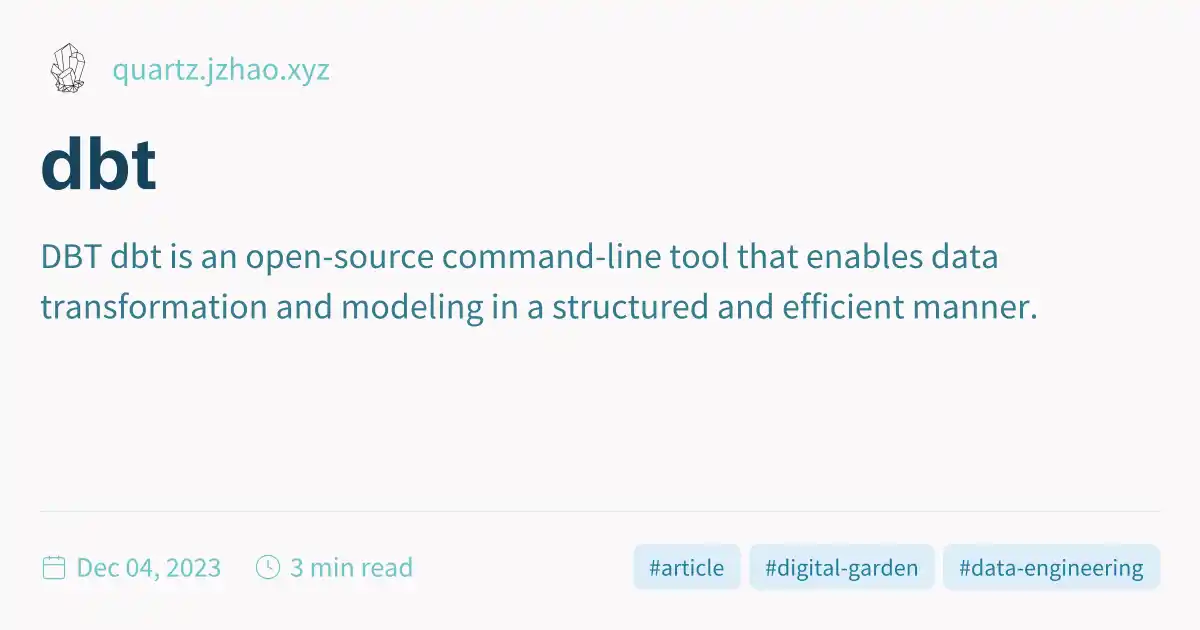 quartz.jzhao.xyz
dbt
DBT dbt is an open-source command-line tool that enables data
transformation and modeling in a structured and efficient manner.
Dec 04, 2023 3 min read #article #digital-garden #data-engineering